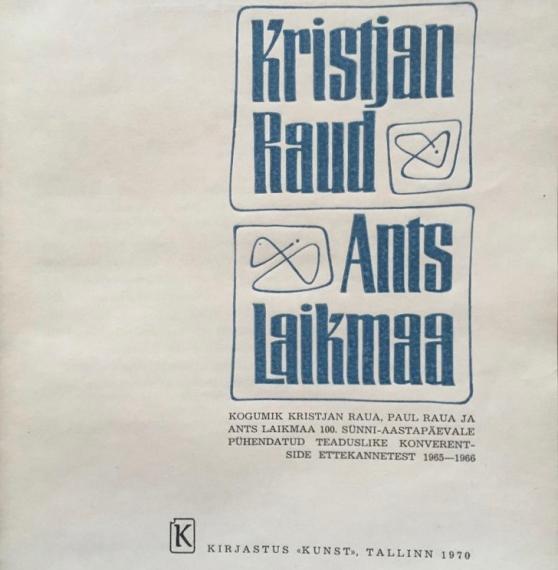 Kristjan
Raud
Ants
Laikmaa
KOGUMIK KRISTJAN RAUA, PAUL RAUA JA
ANTS LAIKMAA 100. SÜNNI-AASTAPÄEVALE
PÜHENDATUD TEADUSLIKE KONVERENT-
SIDE ETTEKANNETEST 1965—1966
K
KIRJASTUS «KUNST», TALLINN 1970